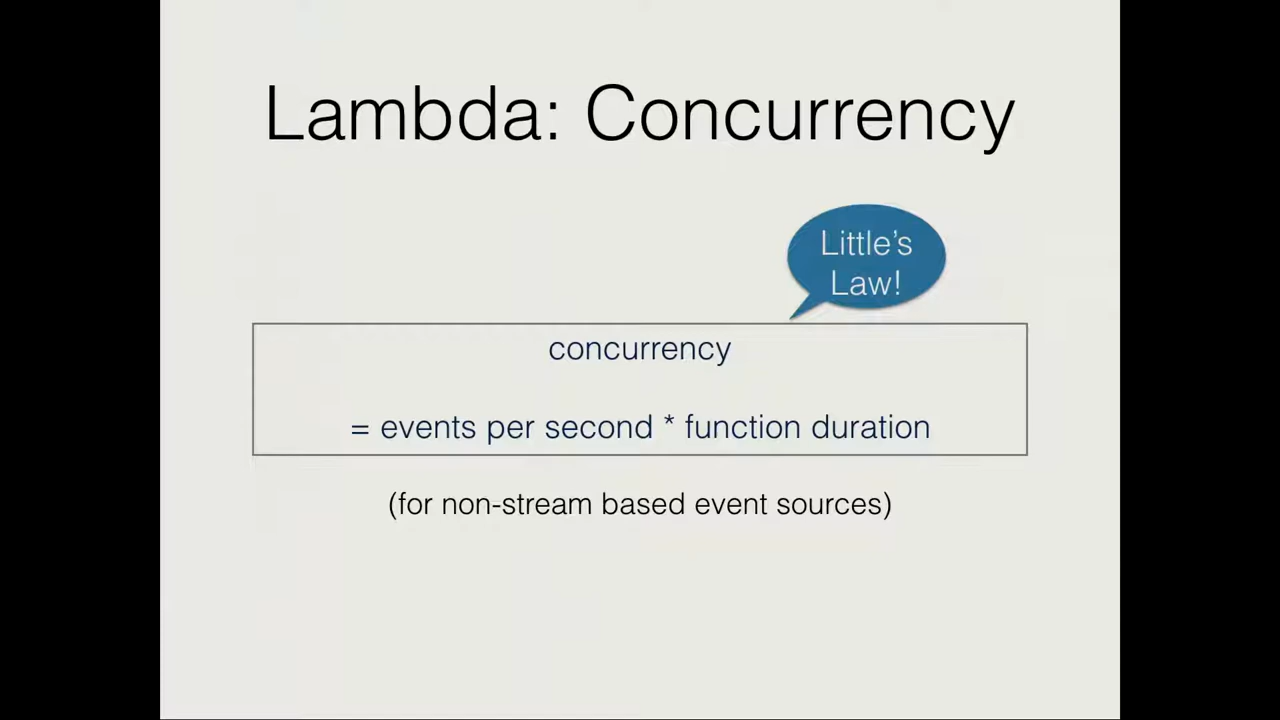 Lambda: Concurrency
Little’s
Law!
concurrency
= events per second * function duration
(for non-stream based event sources)